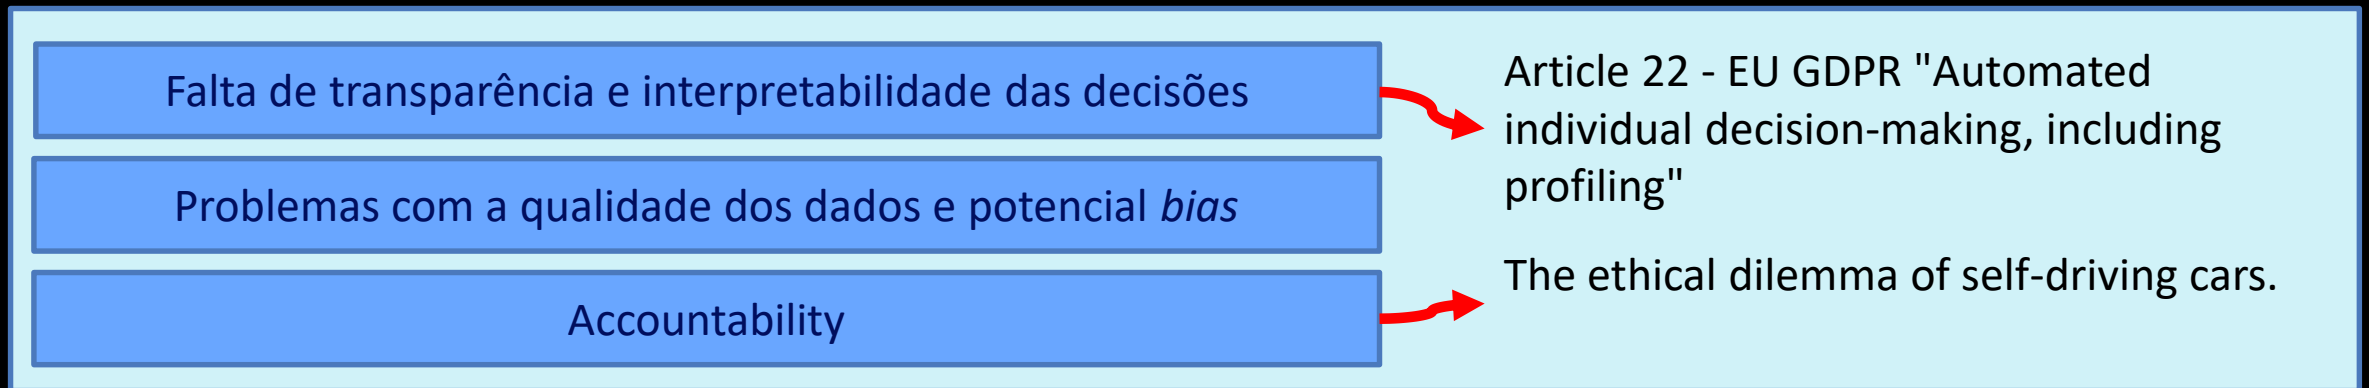 Falta de transparência e interpretabilidade das decisões
Problemas com a qualidade dos dados e potencial bias
Accountability
Article 22 - EU GDPR "Automated
individual decision-making, including
profiling"
The ethical dilemma of self-driving cars.